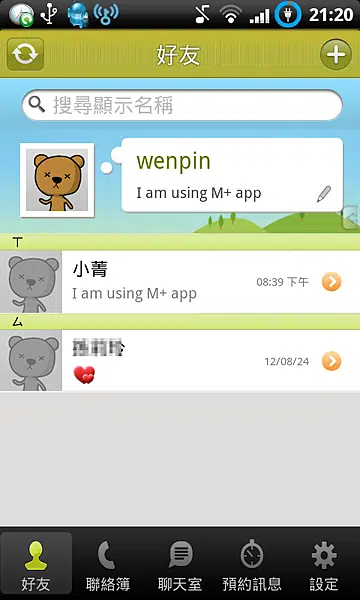 21:20
好友
搜尋顯示名稱
wenpin
I am using M+ app
ㄒ
小菁
08:39 下午
I am using M+ app
ㄙ
12/08/24
好友
聯絡簿
聊天室
預約訊息
設定